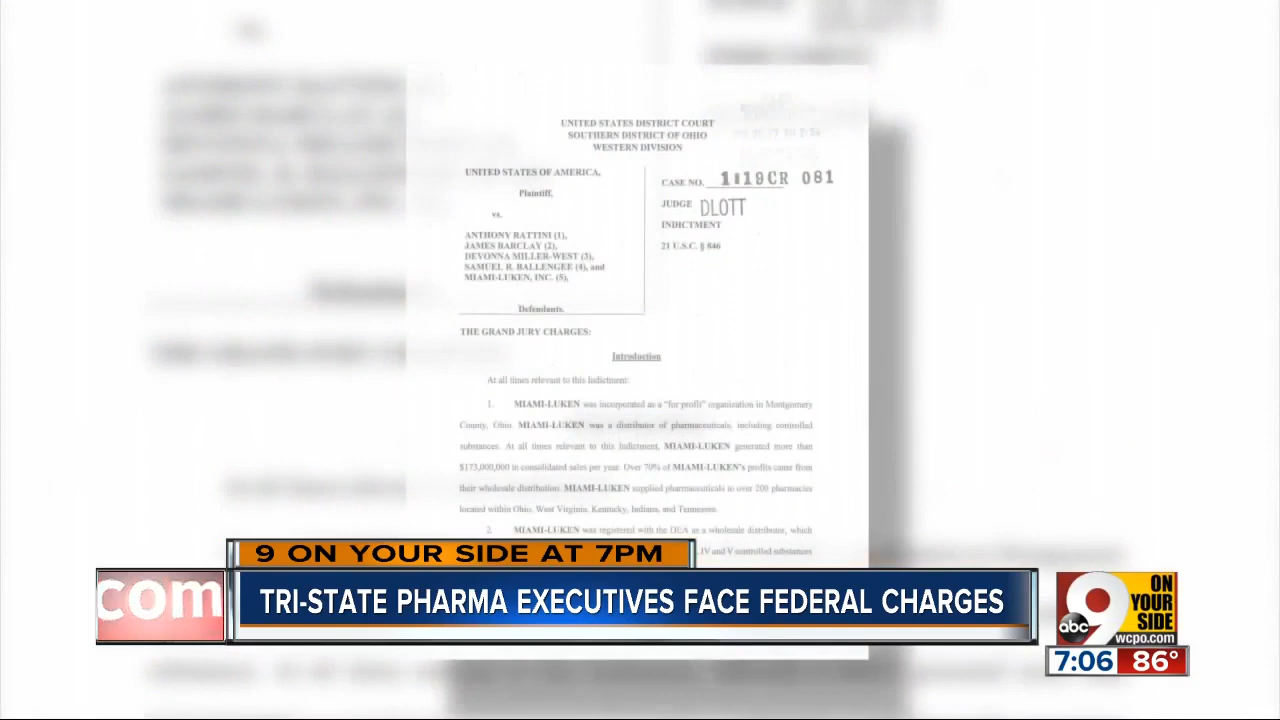 UNITED STATES DISTRICT COURT
SOUTHERN DISTRICT OF OHIO
WESTERN DIVISION
UNITED STATES OF AMERICA,
Plaintiff,
vs.
ANTHONY RATTINI (1),
JAMES BARCLAY (2),
DEVONNA MILLER-WEST (3),
SAMUEL R. BALLENGEE (4), and
MIAMI-LUKEN, INC. (5),
Defendants.
CASE NO. 1:19CR 081
JUDGE DLOTT
INDICTMENT
21 U.S.C. § 846
THE GRAND JURY CHARGES:
Introduction
At all times relevant to this Indictment:
1. MIAMI-LUKEN was incorporated as a "for profit" organization in Montgomery
County, Ohio. MIAMI-LUKEN was a distributor of pharmaceuticals, including controlled
substances. At all times relevant to this Indictment, MIAMI-LUKEN generated more than
$173,000,000 in consolidated sales per year. Over 70% of MIAMI-LUKEN's profits came from
their wholesale distribution. MIAMI-LUKEN supplied pharmaceuticals to over 200 pharmacies
located within Ohio, West Virginia, Kentucky, Indiana, and Tennessee.
2. MIAMI-LUKEN was registered with the DEA as a wholesale distributor, which
IV and V controlled substances
9 ON YOUR SIDE AT 7PM
com
TRI-STATE PHARMA EXECUTIVES FACE FEDERAL CHARGES
abc 9 ON YOUR SIDE
wcpo.com
7:06 86°